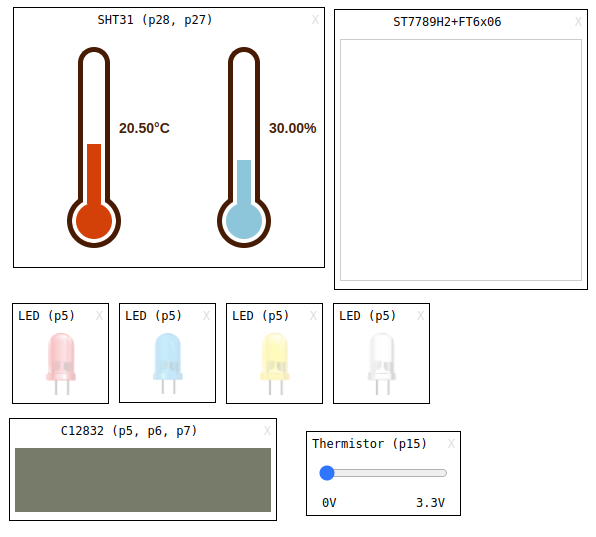 SHT31 (p28, p27) X
20.50°C
30.00%
ST7789H2+FT6x06 X
LED (p5) X
LED (p5) X
LED (p5) X
LED (p5) X
C12832 (p5, p6, p7) X
Thermistor (p15) X
0V 3.3V